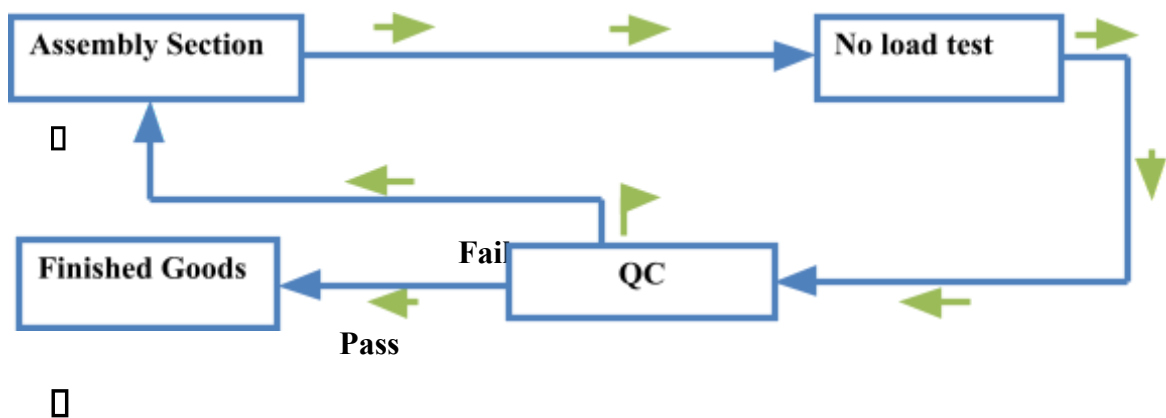 Assembly Section
No load test
Fail
Finished Goods
QC
Pass